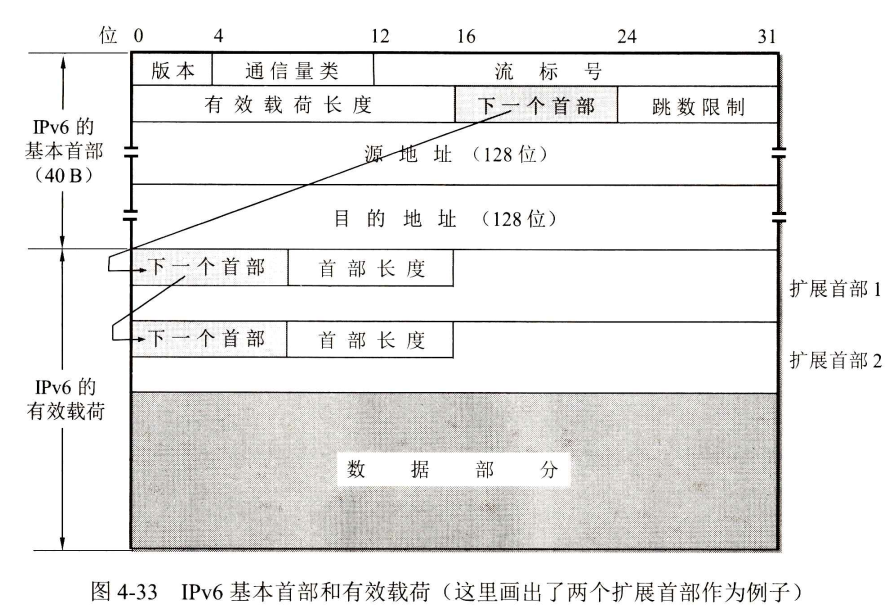 位 0 4 12 16 24 31
版本 通信量类 流标号
有效载荷长度 下一个首部 跳数限制
IPv6 的
基本首部
（40 B）
源地址（128 位）
目的地址（128 位）
下一个首部 首部长度
扩展首部 1
下一个首部 首部长度
扩展首部 2
IPv6 的
有效载荷
数据部分
图 4-33 IPv6 基本首部和有效载荷（这里画出了两个扩展首部作为例子）